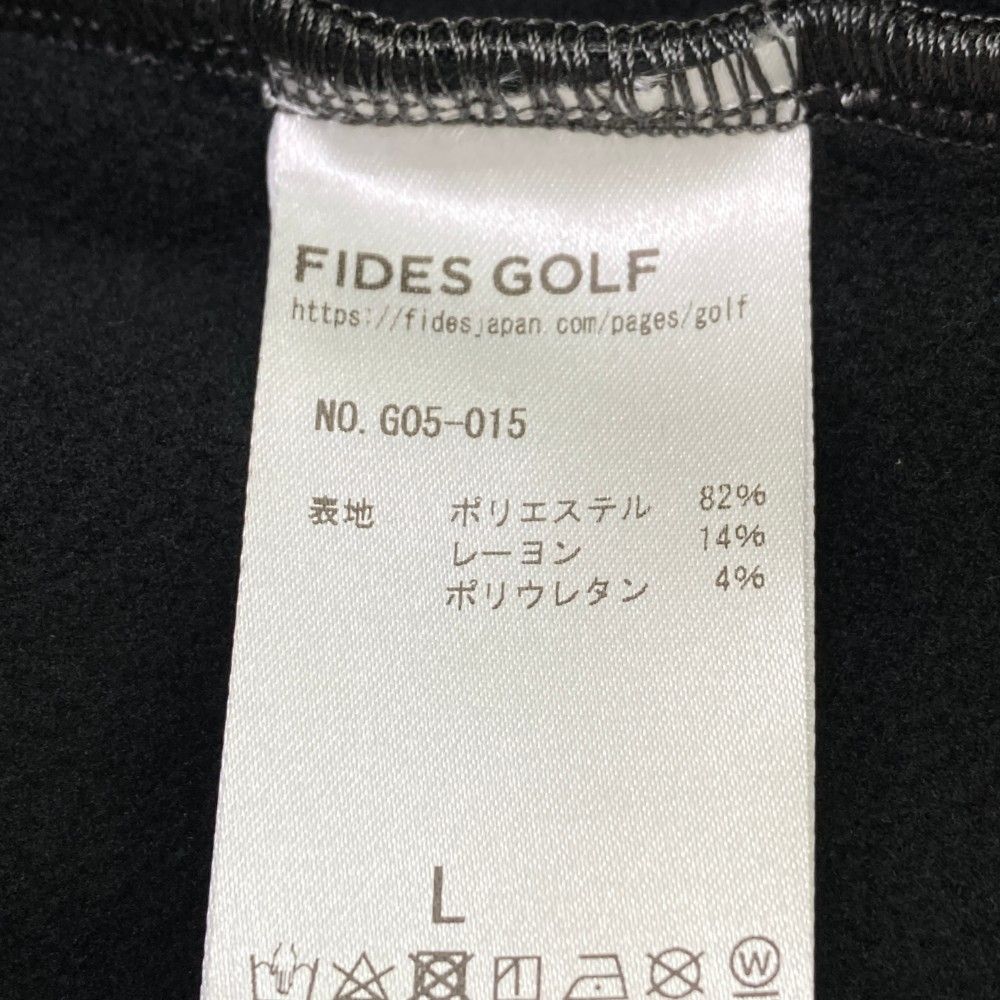 FIDES GOLF
https://fidesjapan.com/pages/golf
NO. G05-015
表地 ポリエステル 82%
レーヨン 14%
ポリウレタン 4%
L
W